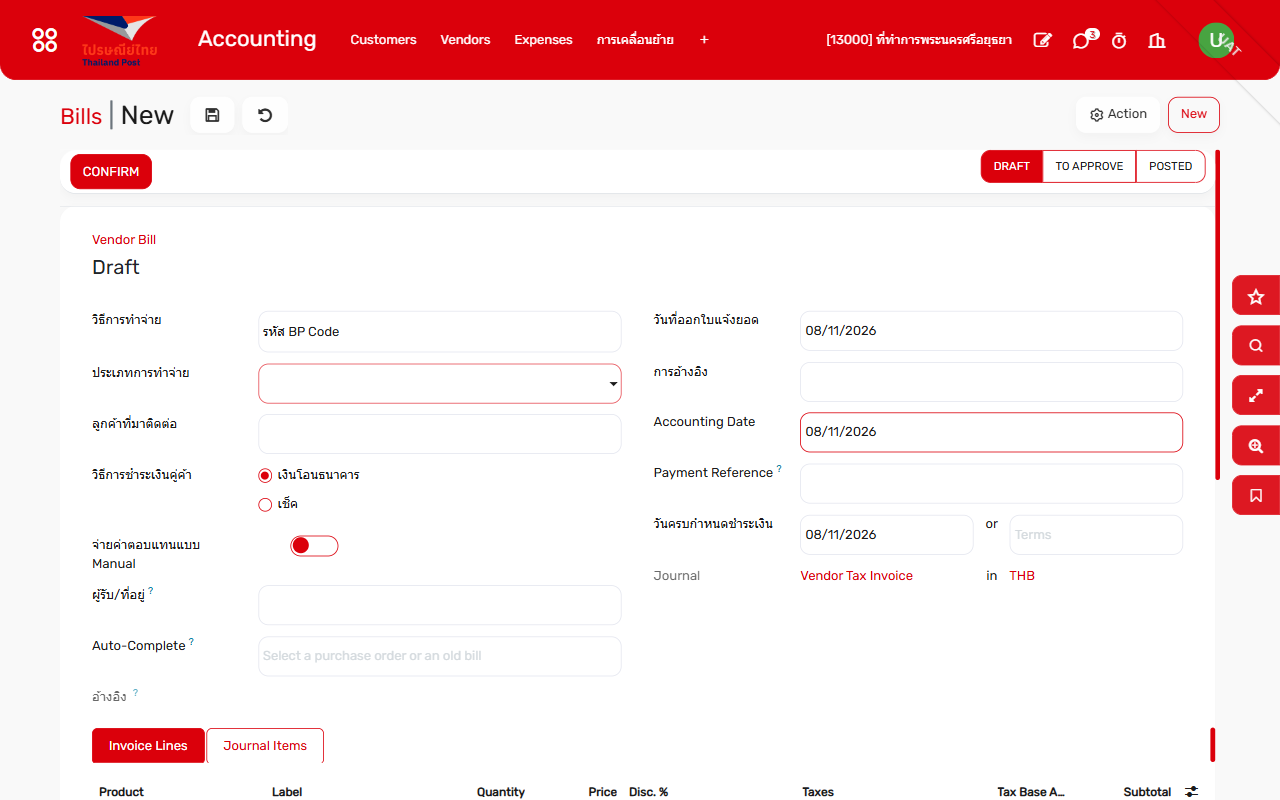 ไปรษณีย์ไทย
Thailand Post
Accounting
Customers
Vendors
Expenses
การเคลื่อนย้าย
+
[13000] ที่ทำการพระนครศรีอยุธยา
3
U
UAT
Bills
New
Action
New
CONFIRM
DRAFT
TO APPROVE
POSTED
Vendor Bill
Draft
วิธีการทำจ่าย
รหัส BP Code
วันที่ออกใบแจ้งยอด
08/11/2026
ประเภทการทำจ่าย
การอ้างอิง
ลูกค้าที่มาติดต่อ
Accounting Date
08/11/2026
วิธีการชำระเงินคู่ค้า
เงินโอนธนาคาร
เช็ค
Payment Reference ?
จ่ายค่าตอบแทนแบบ
Manual
วันครบกำหนดชำระเงิน
08/11/2026
or
Terms
Journal
Vendor Tax Invoice
in
THB
ผู้รับ/ที่อยู่ ?
Auto-Complete ?
Select a purchase order or an old bill
อ้างอิง ?
Invoice Lines
Journal Items
Product
Label
Quantity
Price
Disc. %
Taxes
Tax Base A...
Subtotal